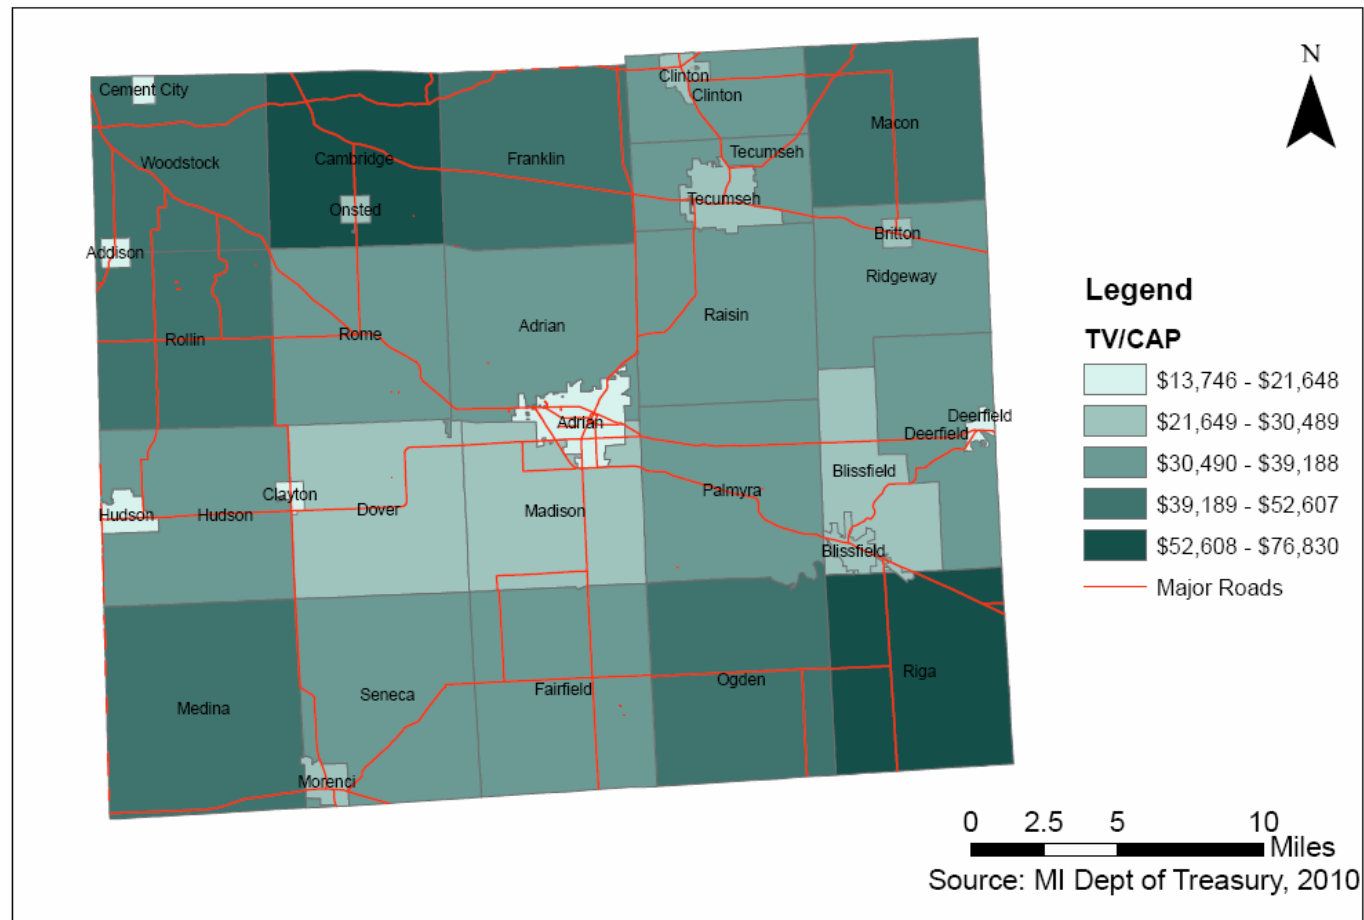 N
Clinton
Cement City
Clinton
Macon
Tecumseh
Woodstock
Cambridge
Franklin
Tecumseh
Onsted
Britton
Addison
Ridgeway
Raisin
Adrian
Rome
Rollin
Legend
TV/CAP
$13,746 - $21,648
$21,649 - $30,489
$30,490 - $39,188
$39,189 - $52,607
$52,608 - $76,830
Major Roads
Deerfield
Adrian
Deerfield
Blissfield
Palmyra
Clayton
Dover
Madison
Hudson
Hudson
Blissfield
Riga
Ogden
Fairfield
Seneca
Medina
Morenci
0 2.5 5 10
Miles
Source: MI Dept of Treasury, 2010